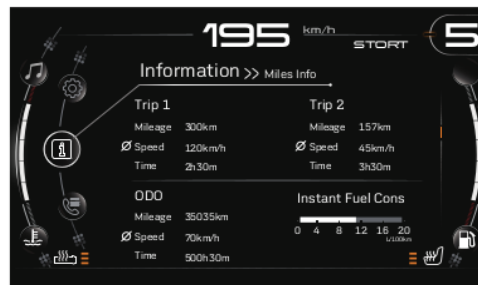 195 km/h
STORT
5
Information >> Miles Info
Trip 1
Mileage 300km
Ø Speed 120km/h
Time 2h30m
Trip 2
Mileage 157km
Ø Speed 45km/h
Time 3h30m
ODO
Mileage 35035km
Ø Speed 70km/h
Time 500h30m
Instant Fuel Cons
0 4 8 12 16 20
L/100km